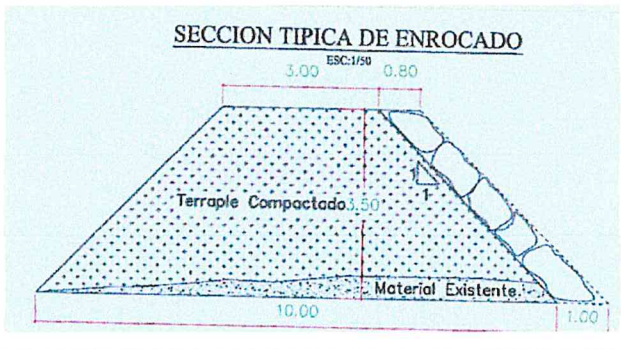 SECCION TIPICA DE ENROCADO
ESC:1/50
3.00 0.80
1
1
Terraple Compactado 3.50
Material Existente
10.00
1.00